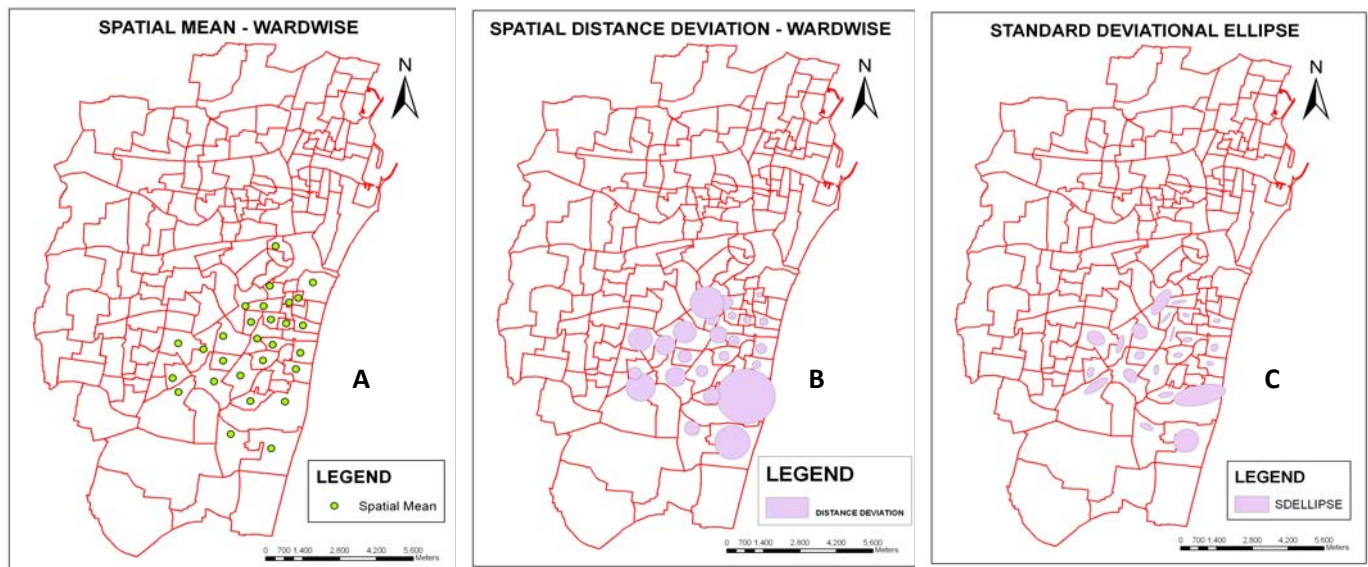 SPATIAL MEAN - WARDWISE
N
A
LEGEND
Spatial Mean
0 700 1,400 2,800 4,200 5,600
Meters
SPATIAL DISTANCE DEVIATION - WARDWISE
N
B
LEGEND
DISTANCE DEVIATION
0 700 1,400 2,800 4,200 5,600
Meters
STANDARD DEVIATIONAL ELLIPSE
N
C
LEGEND
SDELLIPSE
0 700 1,400 2,800 4,200 5,600
Meters